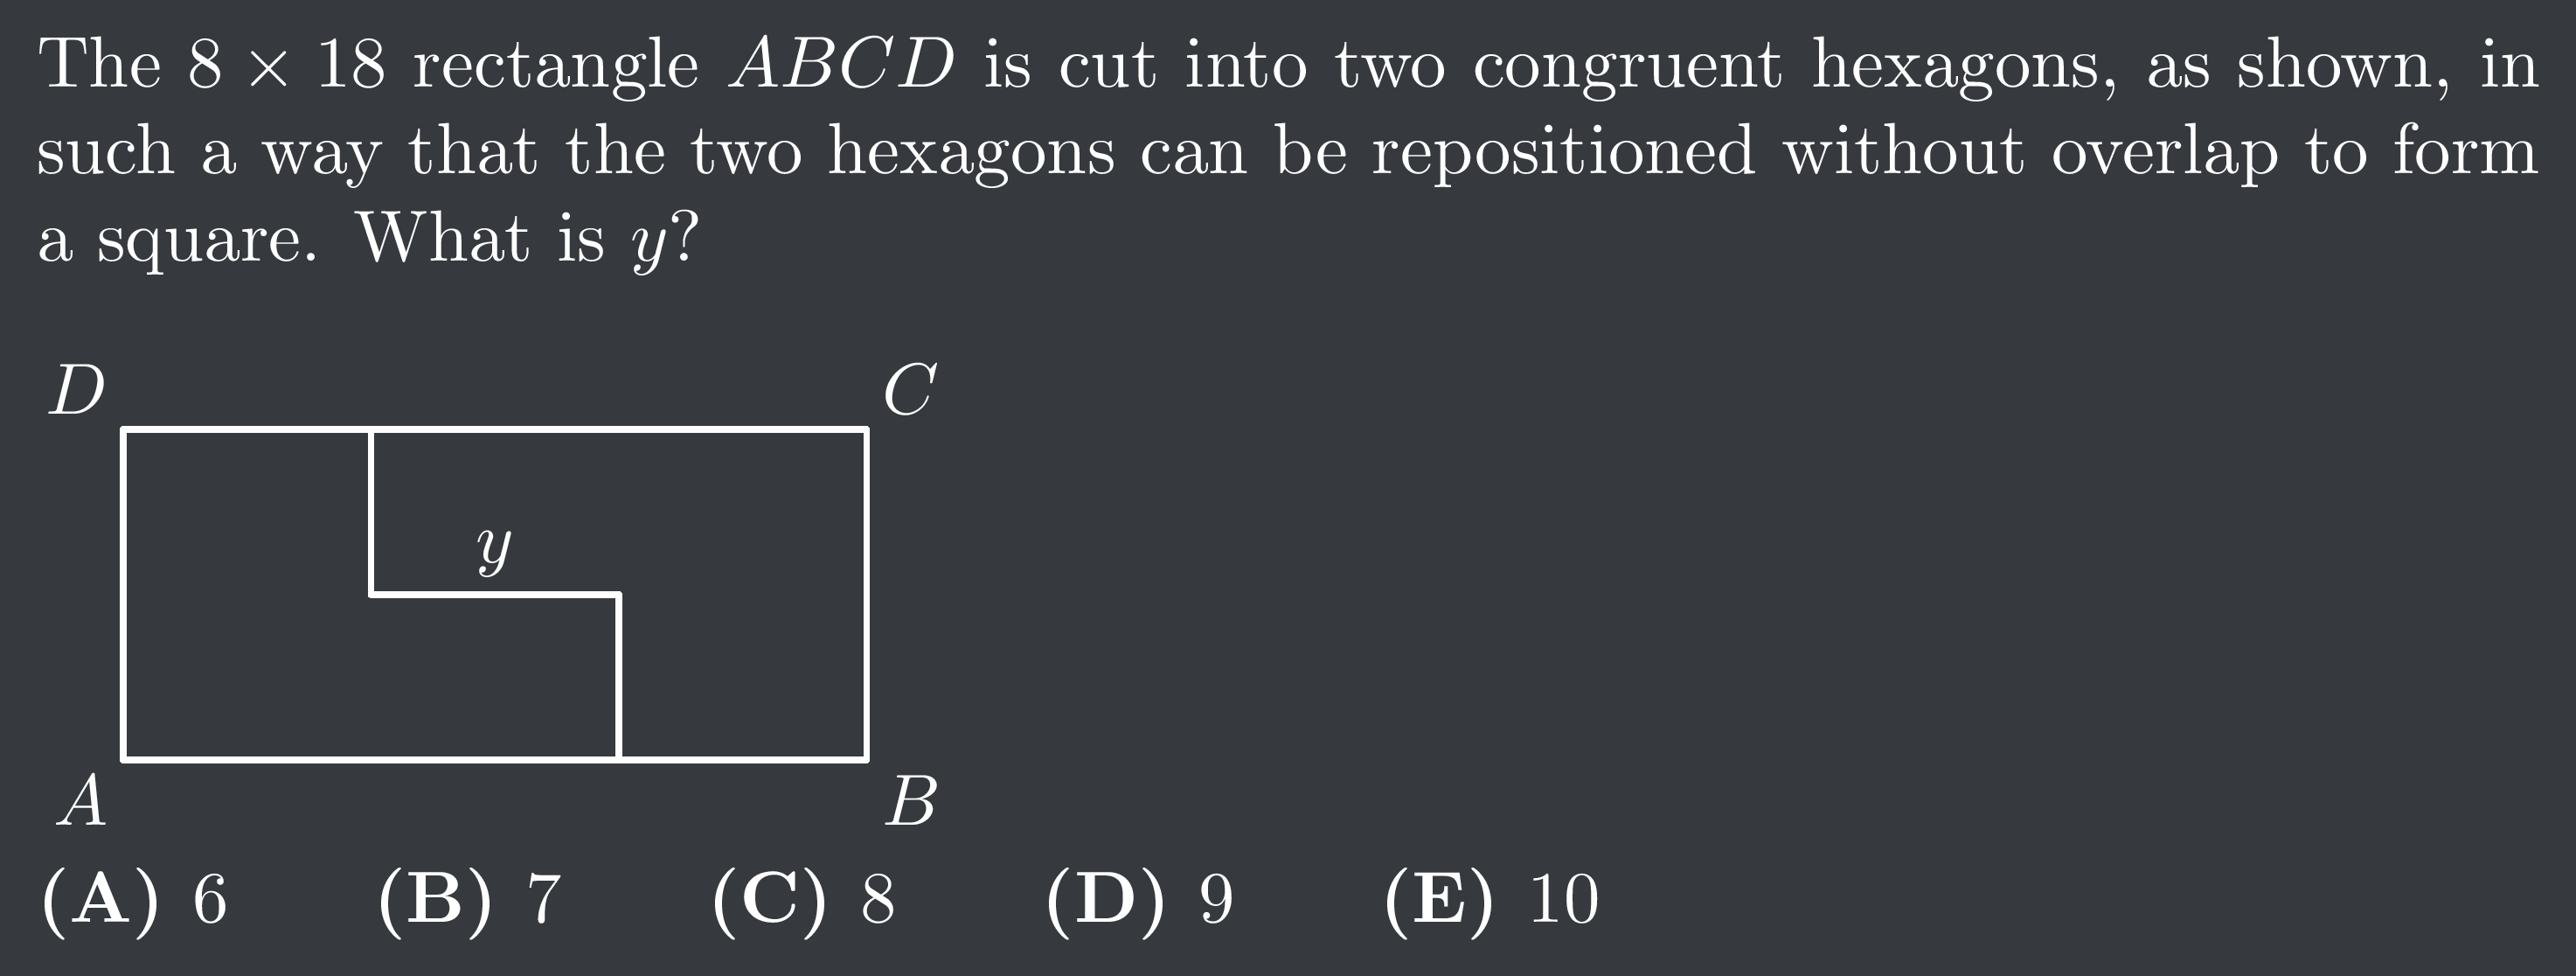 The 8 × 18 rectangle ABCD is cut into two congruent hexagons, as shown, in
such a way that the two hexagons can be repositioned without overlap to form
a square. What is y?
D C
y
A B
(A) 6 (B) 7 (C) 8 (D) 9 (E) 10